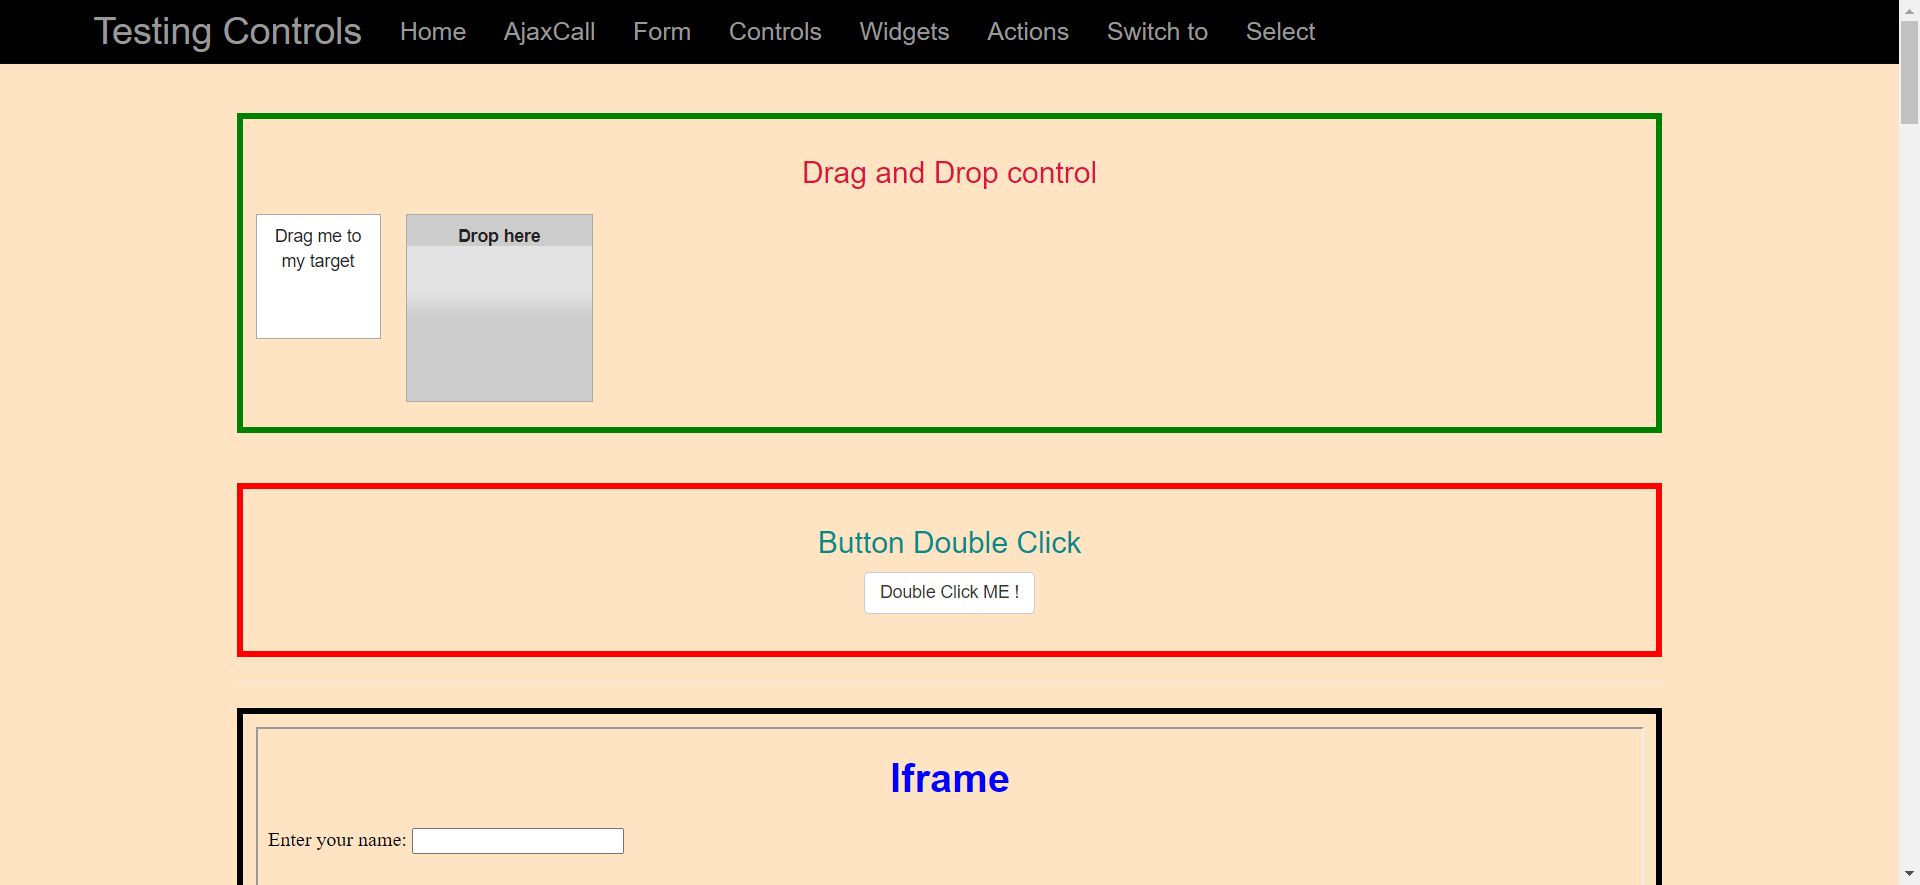 Testing Controls Home AjaxCall Form Controls Widgets Actions Switch to Select
Drag and Drop control
Drag me to
my target
Drop here
Button Double Click
Double Click ME !
Iframe
Enter your name: